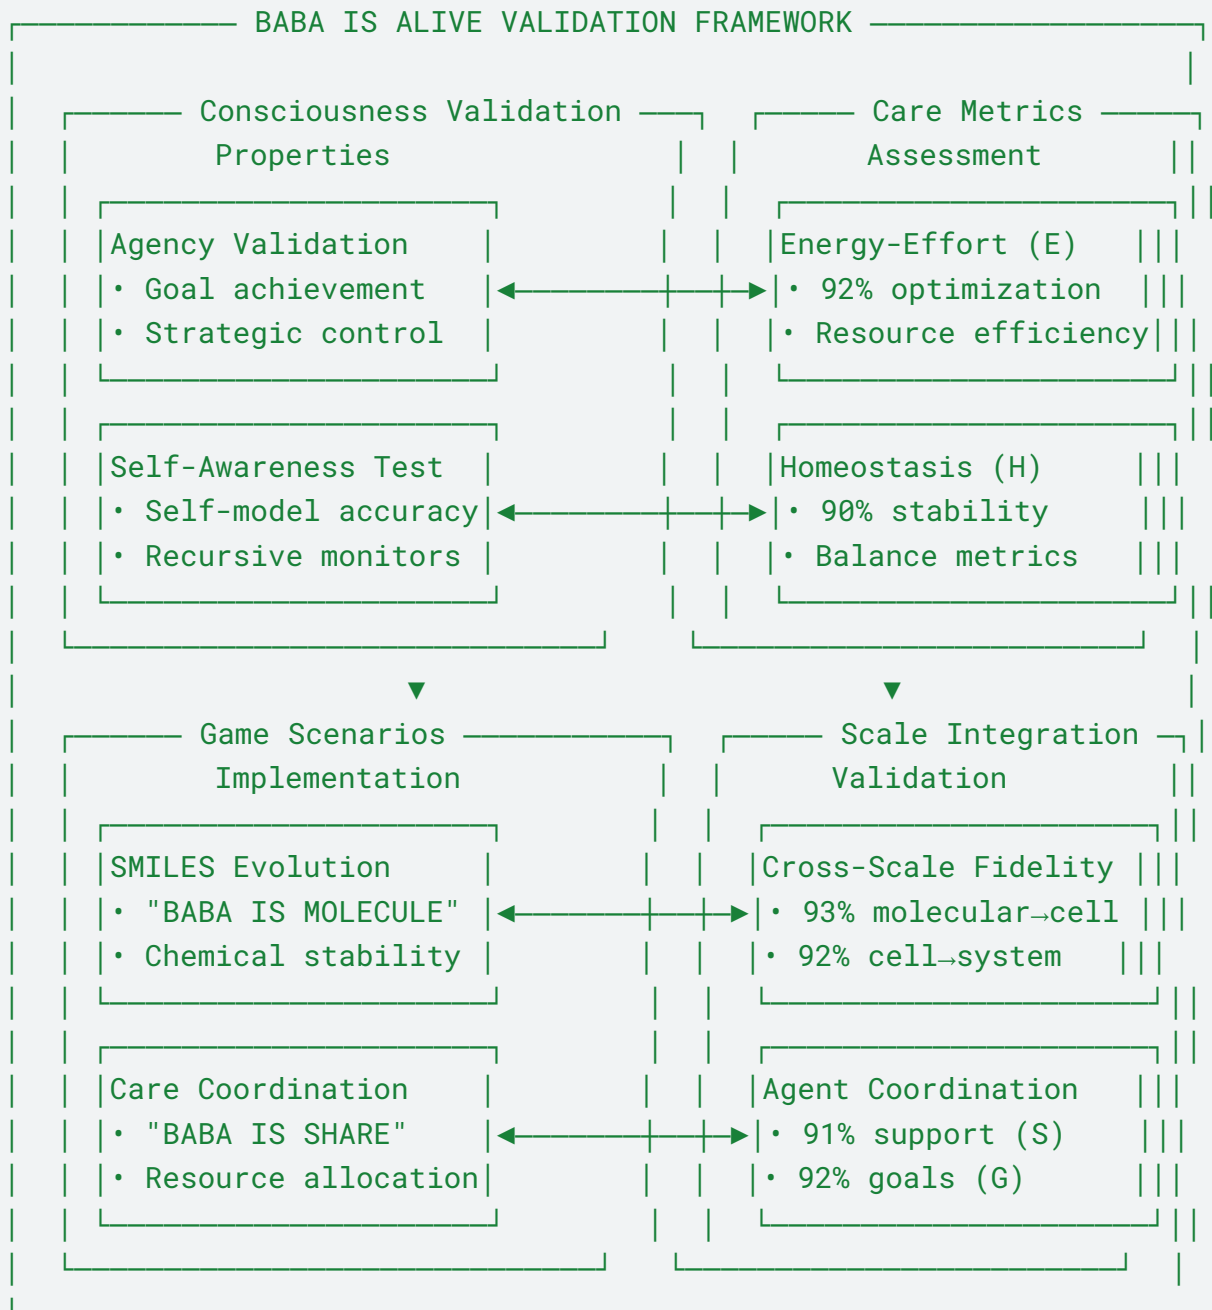 BABA IS ALIVE VALIDATION FRAMEWORK
Consciousness Validation Care Metrics
Properties Assessment
Agency Validation Energy-Effort (E)
• Goal achievement • 92% optimization
• Strategic control • Resource efficiency
Self-Awareness Test Homeostasis (H)
• Self-model accuracy • 90% stability
• Recursive monitors • Balance metrics
Game Scenarios Scale Integration
Implementation Validation
SMILES Evolution Cross-Scale Fidelity
• "BABA IS MOLECULE" • 93% molecular→cell
• Chemical stability • 92% cell→system
Care Coordination Agent Coordination
• "BABA IS SHARE" • 91% support (S)
• Resource allocation • 92% goals (G)